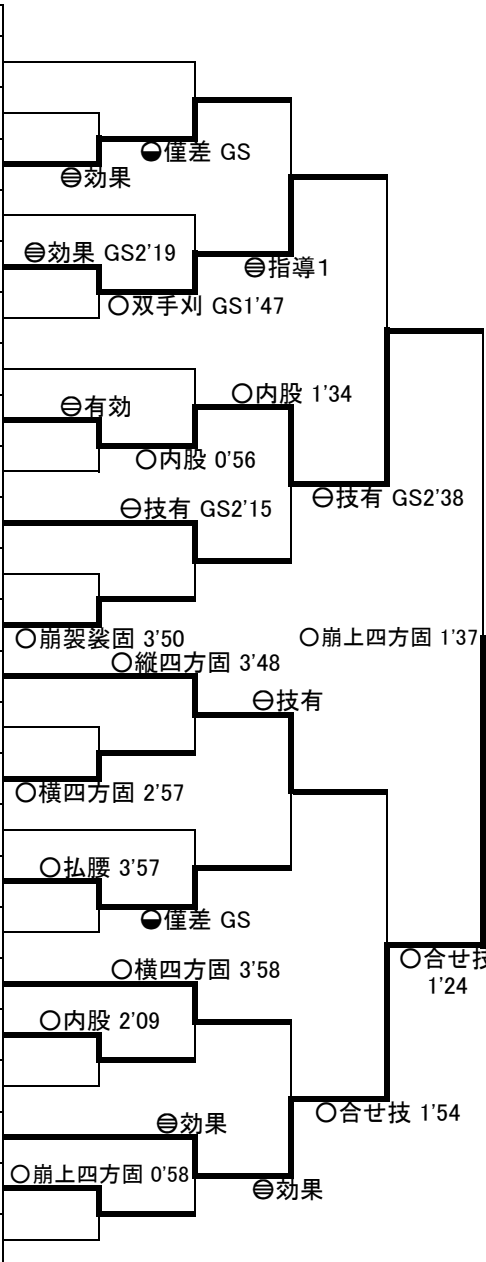 ◒僅差 GS
◍効果
◍効果 GS2'19
◍指導1
○双手刈 GS1'47
○内股 1'34
◍有効
○内股 0'56
⊖技有 GS2'38
⊖技有 GS2'15
○崩袈裟固 3'50
○崩上四方固 1'37
○縦四方固 3'48
⊖技有
○横四方固 2'57
○払腰 3'57
◒僅差 GS
○合せ技
1'24
○横四方固 3'58
○内股 2'09
○合せ技 1'54
◍効果
○崩上四方固 0'58
◍効果